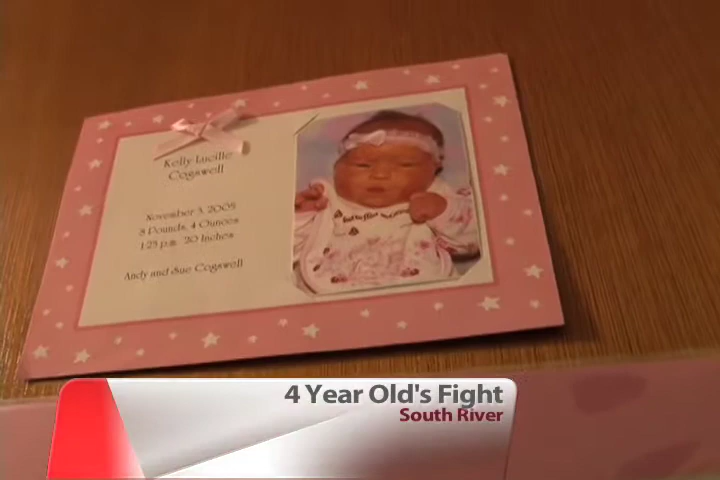 Kelly Lucille
Cogswell
November 3, 2005
8 Pounds, 4 Ounces
1:23 p.m. 20 Inches
Andy and Sue Cogswell
4 Year Old's Fight
South River